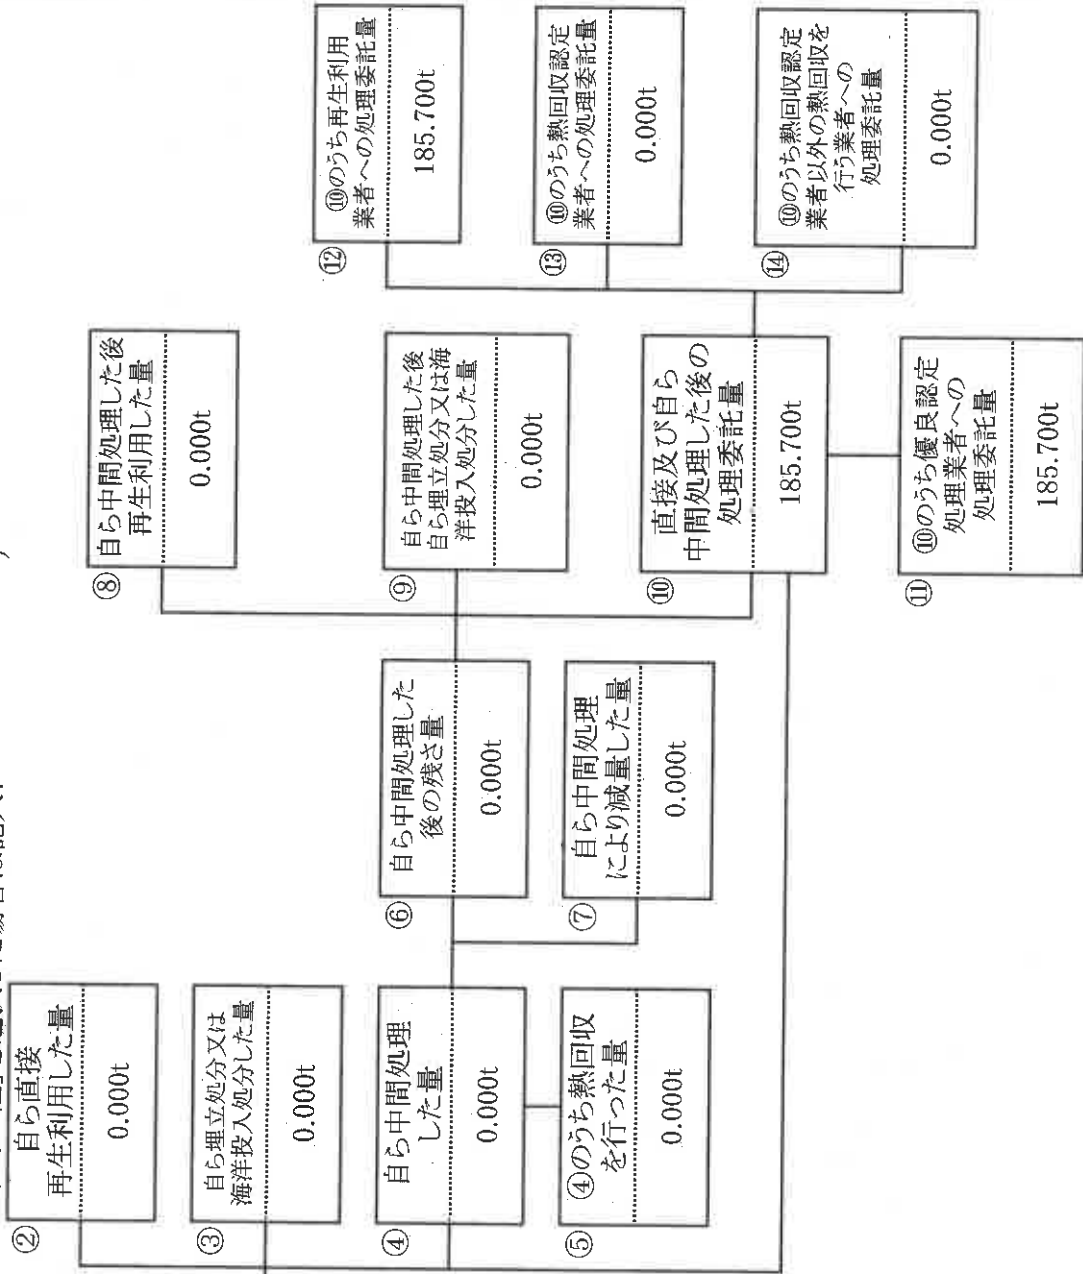 ②
自ら直接
再生利用した量
0.000t
③
自ら埋立処分又は
海洋投入処分した量
0.000t
④
自ら中間処理
した量
0.000t
⑤
④のうち熱回収
を行った量
0.000t
⑥
自ら中間処理した
後の残さ量
0.000t
⑦
自ら中間処理
により減量した量
0.000t
⑧
自ら中間処理した後
再生利用した量
0.000t
⑨
自ら中間処理した後
自ら埋立処分又は海
洋投入処分した量
0.000t
⑩
直接及び自ら
中間処理した後の
処理委託量
185.700t
⑪
⑩のうち優良認定
処理業者への
処理委託量
185.700t
⑫
⑩のうち再生利用
業者への処理委託量
185.700t
⑬
⑩のうち熱回収認定
業者への処理委託量
0.000t
⑭
⑩のうち熱回収認定
業者以外の熱回収を
行う業者への
処理委託量
0.000t